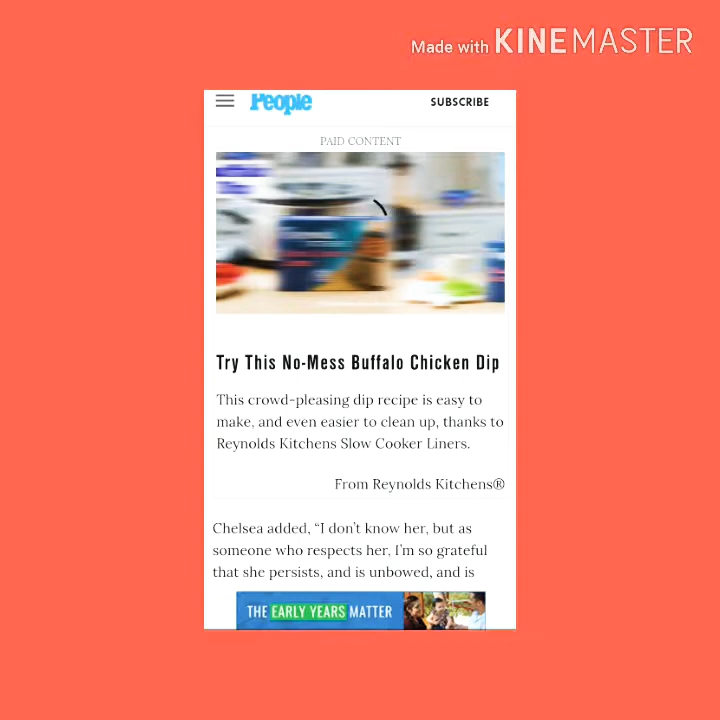 Made with KINEMASTER
People SUBSCRIBE
PAID CONTENT
Try This No-Mess Buffalo Chicken Dip
This crowd-pleasing dip recipe is easy to
make, and even easier to clean up, thanks to
Reynolds Kitchens Slow Cooker Liners.
From Reynolds Kitchens®
Chelsea added, “I don’t know her, but as
someone who respects her, I’m so grateful
that she persists, and is unbowed, and is
THE EARLY YEARS MATTER